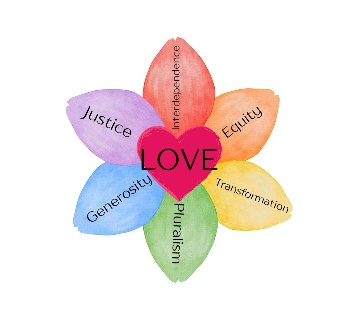 Interdependence
Equity
Transformation
Pluralism
Generosity
Justice
LOVE